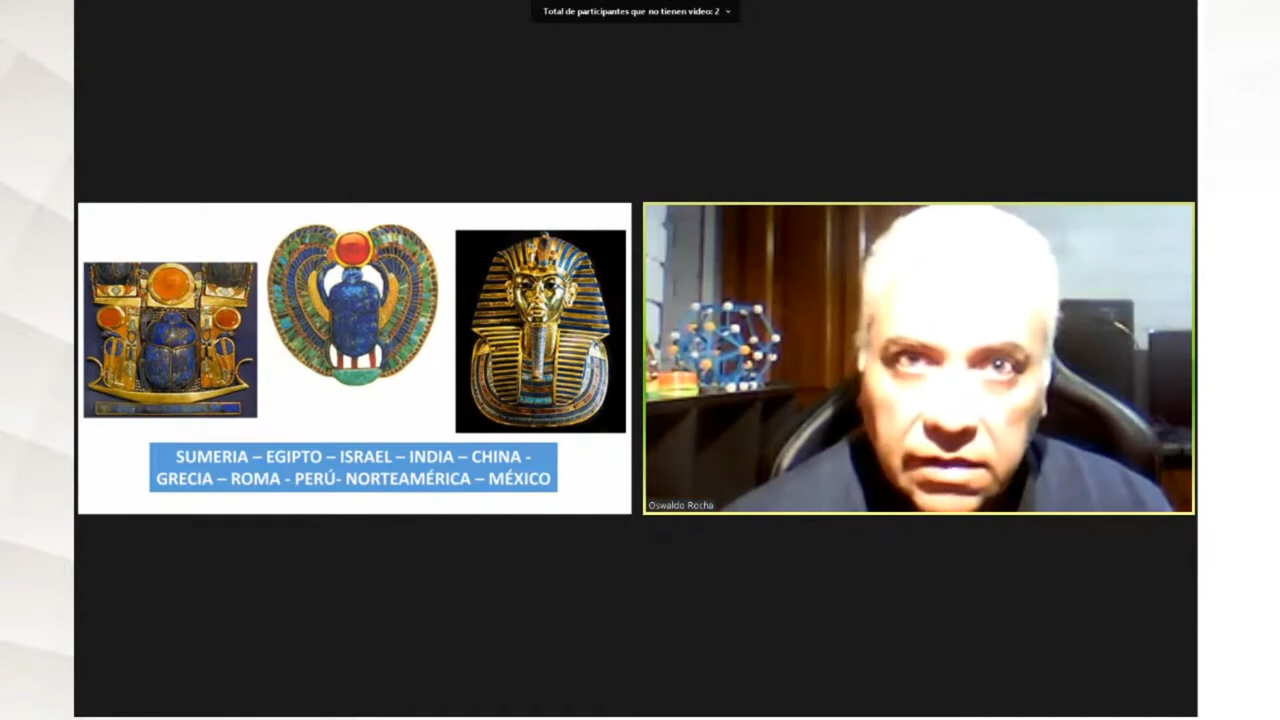 Total de participantes que no tienen video: 2
SUMERIA – EGIPTO – ISRAEL – INDIA – CHINA -
GRECIA – ROMA - PERÚ- NORTEAMÉRICA – MÉXICO
Oswaldo Rocha